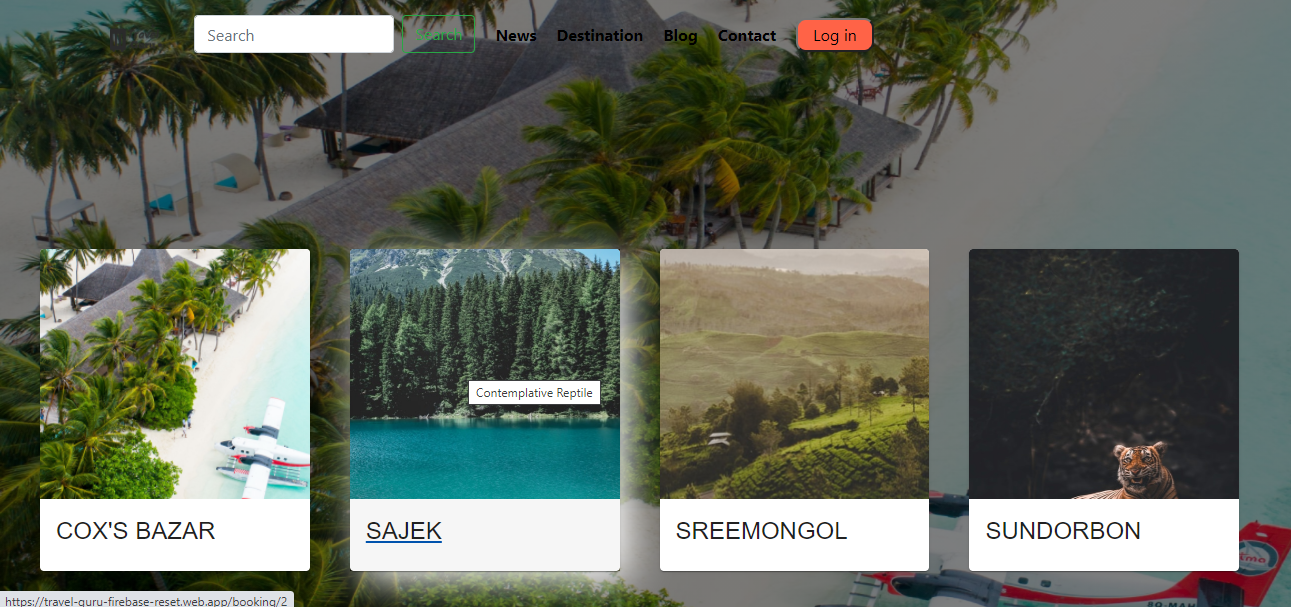 Search
Search
News
Destination
Blog
Contact
Log in
Contemplative Reptile
COX'S BAZAR
SAJEK
SREEMONGOL
SUNDORBON
https://travel-guru-firebase-reset.web.app/booking/2